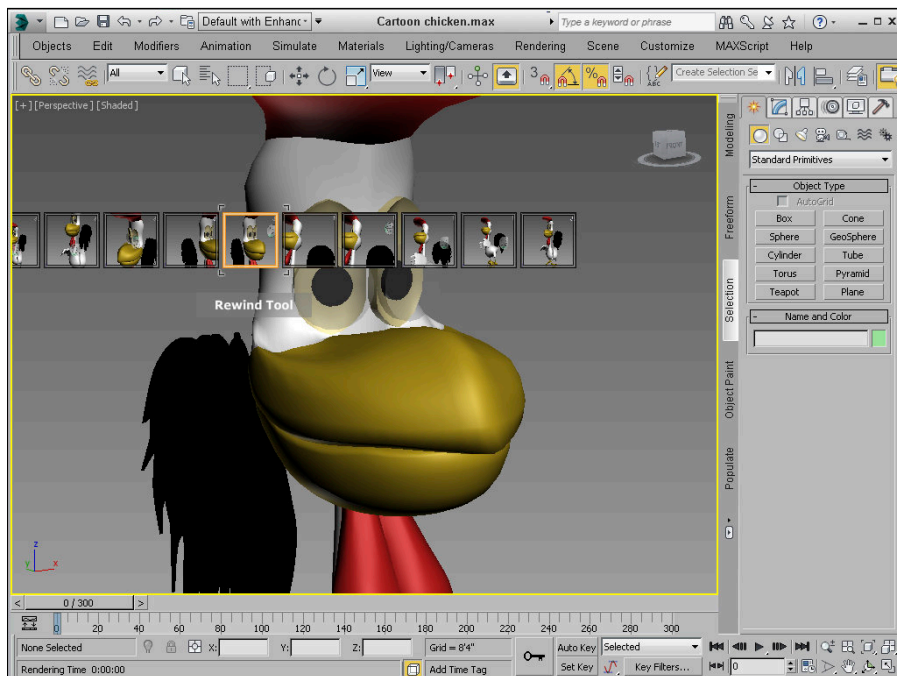 Default with Enhanc
Cartoon chicken.max
Type a keyword or phrase
Objects Edit Modifiers Animation Simulate Materials Lighting/Cameras Rendering Scene Customize MAXScript Help
All
View
3
%
ABC
Create Selection Se
[+] [Perspective] [Shaded]
FRONT
Modeling
Freeform
Selection
Object Paint
Populate
Standard Primitives
- Object Type
AutoGrid
Box Cone
Sphere GeoSphere
Cylinder Tube
Torus Pyramid
Teapot Plane
- Name and Color
Rewind Tool
z
y x
< 0 / 300 >
0 20 40 60 80 100 120 140 160 180 200 220 240 260 280 300
None Selected X: Y: Z: Grid = 8'4" Auto Key Selected
Rendering Time 0:00:00 Add Time Tag Set Key Key Filters... 0